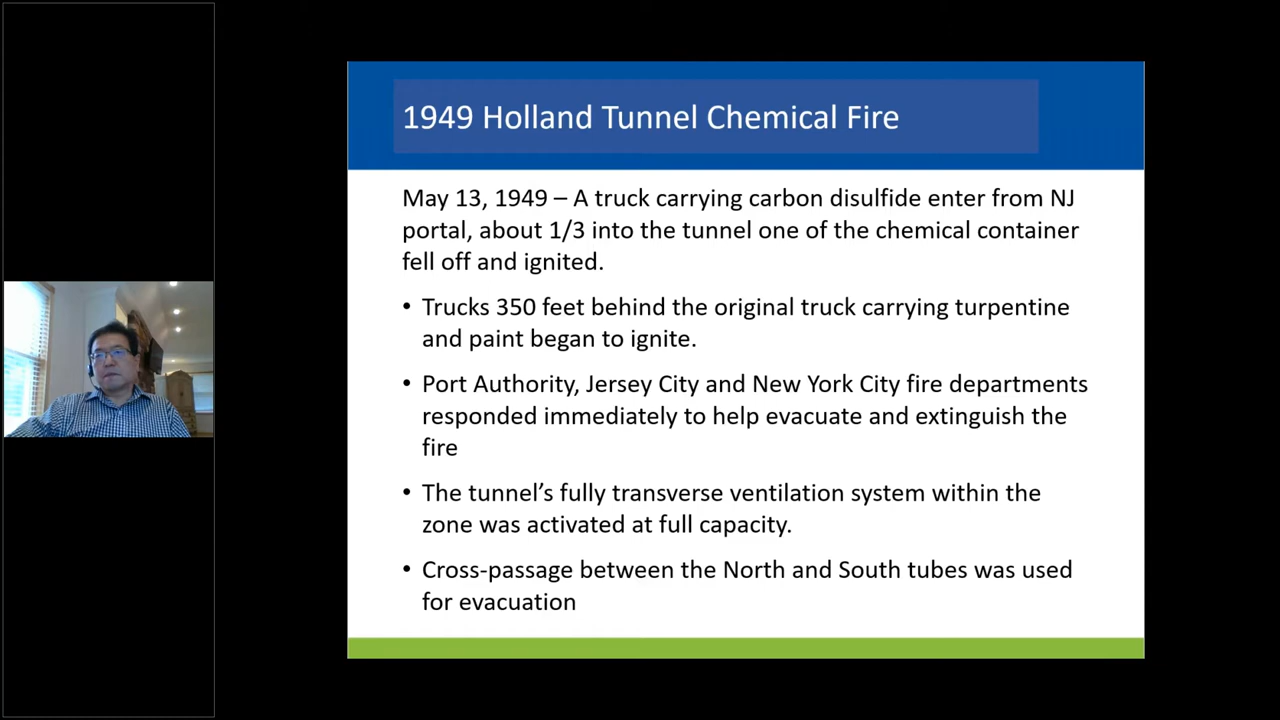 1949 Holland Tunnel Chemical Fire
May 13, 1949 – A truck carrying carbon disulfide enter from NJ
portal, about 1/3 into the tunnel one of the chemical container
fell off and ignited.
• Trucks 350 feet behind the original truck carrying turpentine
and paint began to ignite.
• Port Authority, Jersey City and New York City fire departments
responded immediately to help evacuate and extinguish the
fire
• The tunnel’s fully transverse ventilation system within the
zone was activated at full capacity.
• Cross-passage between the North and South tubes was used
for evacuation